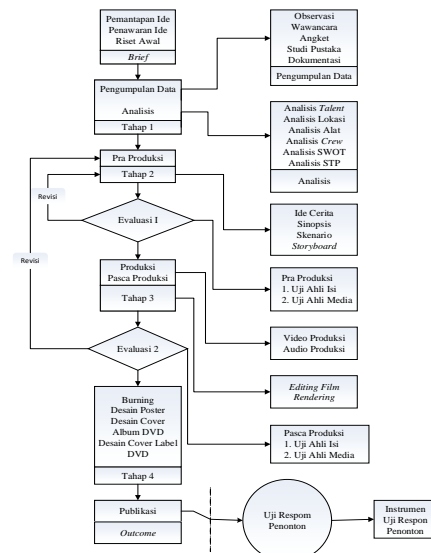 Pemantapan Ide
Penawaran Ide
Riset Awal
Brief
Pengumpulan Data
Analisis
Tahap 1
Pra Produksi
Tahap 2
Revisi
Evaluasi I
Revisi
Produksi
Pasca Produksi
Tahap 3
Evaluasi 2
Burning
Desain Poster
Desain Cover
Album DVD
Desain Cover Label
DVD
Tahap 4
Publikasi
Outcome
Observasi
Wawancara
Angket
Studi Pustaka
Dokumentasi
Pengumpulan Data
Analisis Talent
Analisis Lokasi
Analisis Alat
Analisis Crew
Analisis SWOT
Analisis STP
Analisis
Ide Cerita
Sinopsis
Skenario
Storyboard
Pra Produksi
1. Uji Ahli Isi
2. Uji Ahli Media
Video Produksi
Audio Produksi
Editing Film
Rendering
Pasca Produksi
1. Uji Ahli Isi
2. Uji Ahli Media
Uji Respom
Penonton
Instrumen
Uji Respon
Penonton